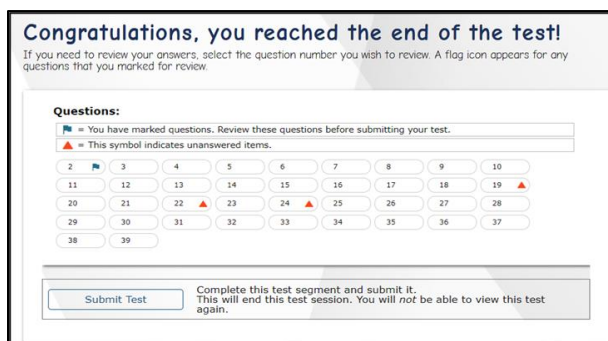 Congratulations, you reached the end of the test!
If you need to review your answers, select the question number you wish to review. A flag icon appears for any
questions that you marked for review.
Questions:
= You have marked questions. Review these questions before submitting your test.
= This symbol indicates unanswered items.
2 3 4 5 6 7 8 9 10
11 12 13 14 15 16 17 18 19
20 21 22 23 24 25 26 27 28
29 30 31 32 33 34 35 36 37
38 39
Submit Test
Complete this test segment and submit it.
This will end this test session. You will not be able to view this test
again.